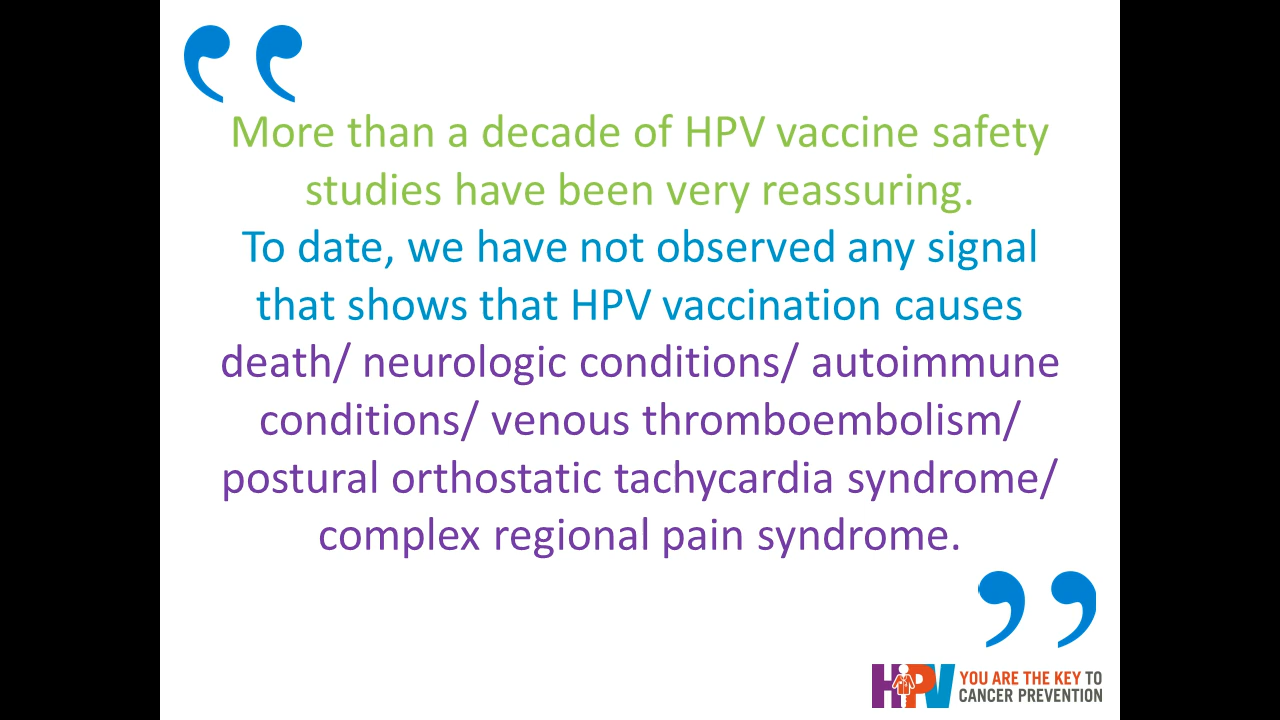 “
More than a decade of HPV vaccine safety
studies have been very reassuring.
To date, we have not observed any signal
that shows that HPV vaccination causes
death/ neurologic conditions/ autoimmune
conditions/ venous thromboembolism/
postural orthostatic tachycardia syndrome/
complex regional pain syndrome.
”
HPV YOU ARE THE KEY TO
CANCER PREVENTION